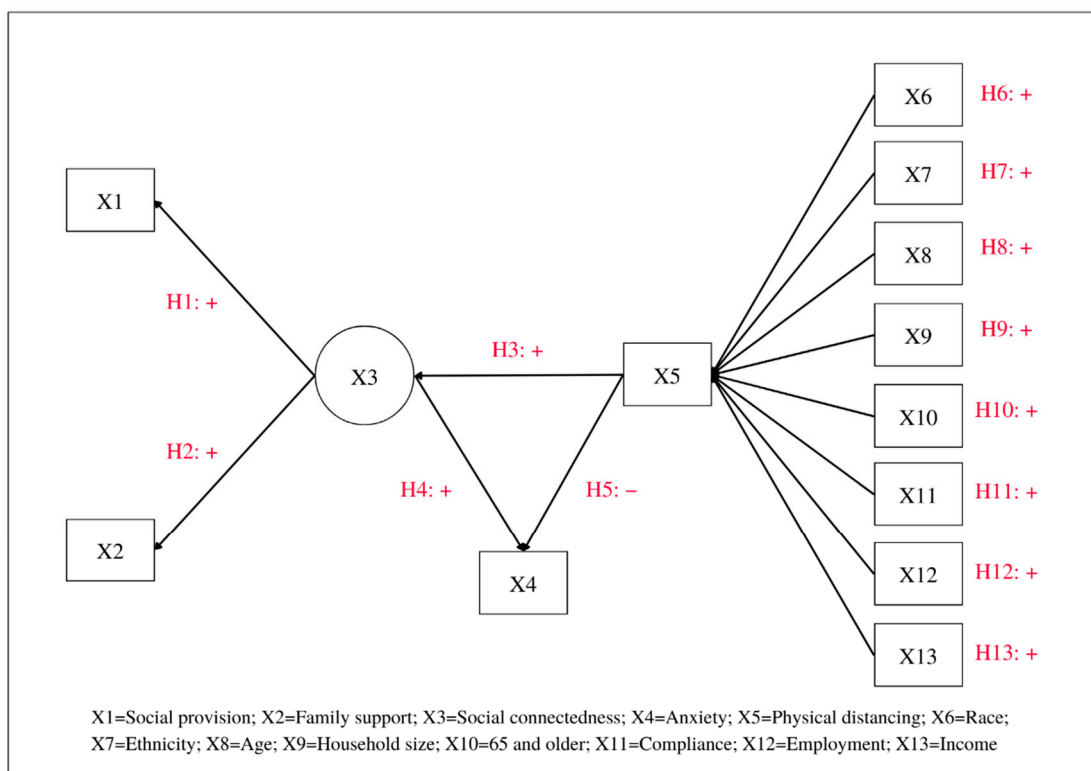 X6 H6: +
X7 H7: +
X1
X8 H8: +
H1: +
X9 H9: +
H3: +
X3
X5
X10 H10: +
H2: +
H4: +
H5: −
X11 H11: +
X2
X4
X12 H12: +
X13 H13: +
X1=Social provision; X2=Family support; X3=Social connectedness; X4=Anxiety; X5=Physical distancing; X6=Race;
X7=Ethnicity; X8=Age; X9=Household size; X10=65 and older; X11=Compliance; X12=Employment; X13=Income